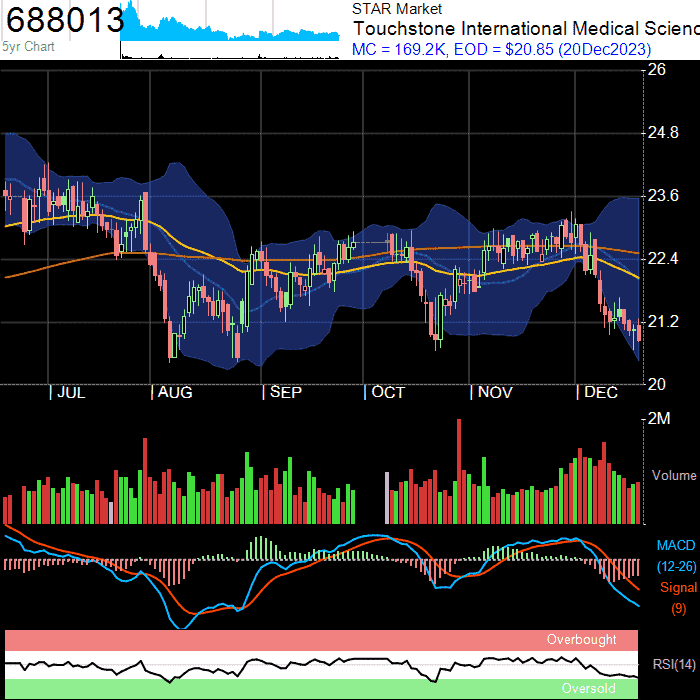 688013
5yr Chart
STAR Market
Touchstone International Medical Scienc
MC = 169.2K, EOD = $20.85 (20Dec2023)
26
24.8
23.6
22.4
21.2
20
| JUL | AUG | SEP | OCT | NOV | DEC
2M
Volume
MACD
(12-26)
Signal
(9)
Overbought
RSI(14)
Oversold